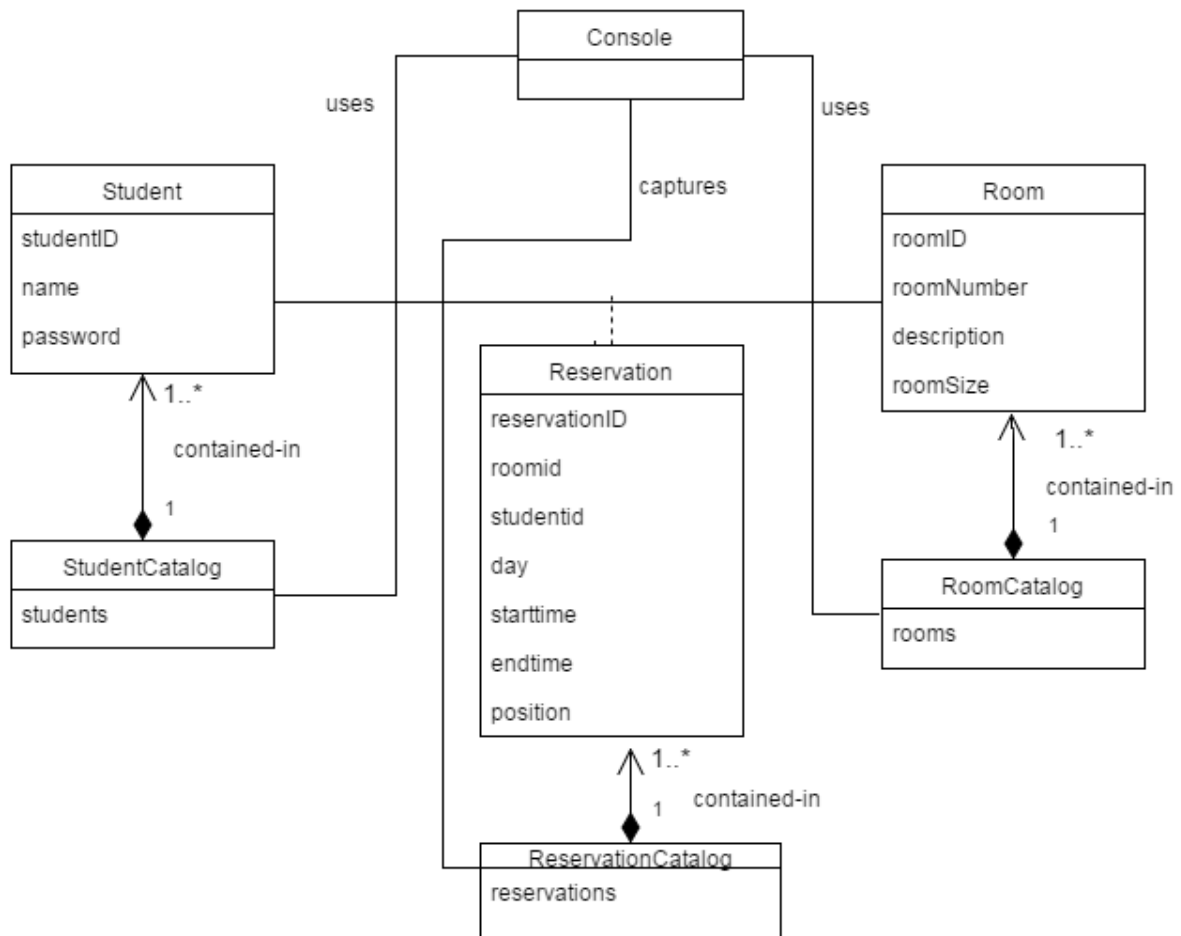 Console
uses
uses
captures
Student
studentID
name
password
Room
roomID
roomNumber
description
roomSize
Reservation
reservationID
roomid
studentid
day
starttime
endtime
position
1..*
contained-in
1
StudentCatalog
students
1..*
contained-in
1
RoomCatalog
rooms
1..*
contained-in
1
ReservationCatalog
reservations